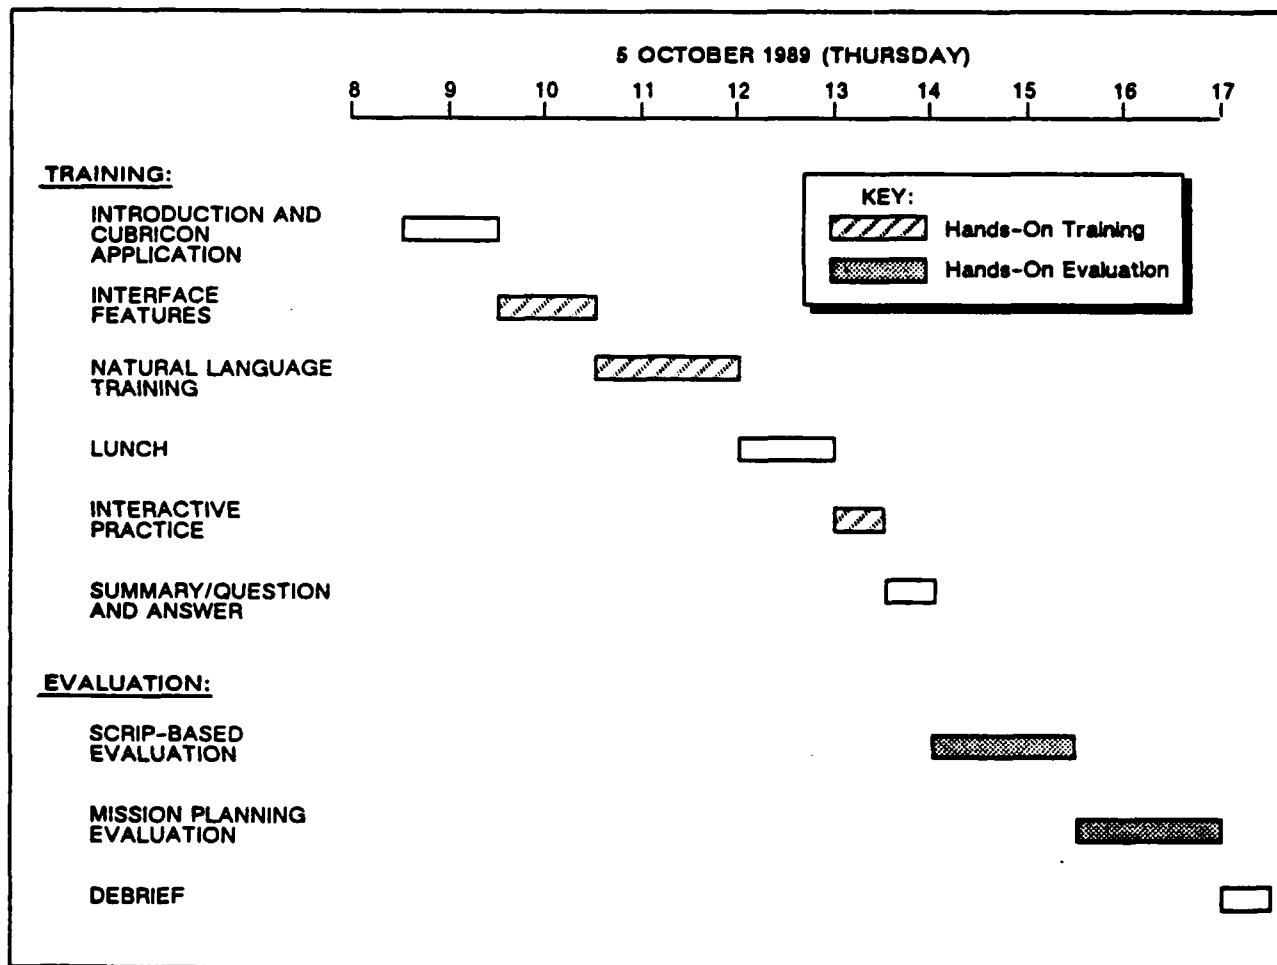 5 OCTOBER 1989 (THURSDAY)
8 9 10 11 12 13 14 15 16 17
TRAINING:
KEY:
Hands-On Training
Hands-On Evaluation
INTRODUCTION AND
CUBRICON
APPLICATION
INTERFACE
FEATURES
NATURAL LANGUAGE
TRAINING
LUNCH
INTERACTIVE
PRACTICE
SUMMARY/QUESTION
AND ANSWER
EVALUATION:
SCRIP-BASED
EVALUATION
MISSION PLANNING
EVALUATION
DEBRIEF